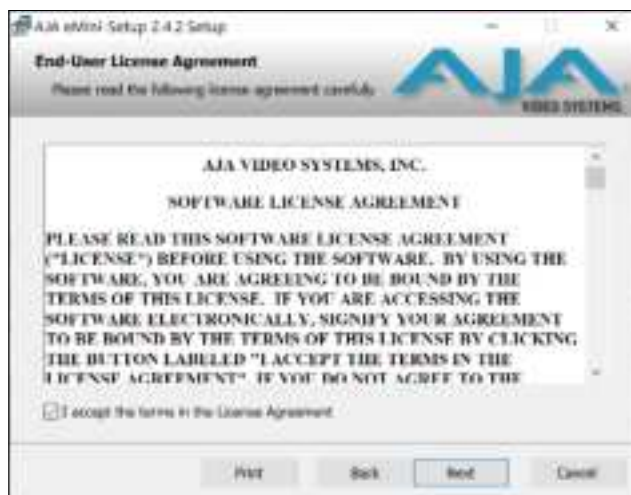 AJA eMini-Setup 2.4.2 Setup
End-User License Agreement
Please read the following license agreement carefully
AJA
VIDEO SYSTEMS
AJA VIDEO SYSTEMS, INC.
SOFTWARE LICENSE AGREEMENT
PLEASE READ THIS SOFTWARE LICENSE AGREEMENT
("LICENSE") BEFORE USING THE SOFTWARE. BY USING THE
SOFTWARE, YOU ARE AGREEING TO BE BOUND BY THE
TERMS OF THIS LICENSE. IF YOU ARE ACCESSING THE
SOFTWARE ELECTRONICALLY, SIGNIFY YOUR AGREEMENT
TO BE BOUND BY THE TERMS OF THIS LICENSE BY CLICKING
THE BUTTON LABELED "I ACCEPT THE TERMS IN THE
LICENSE AGREEMENT". IF YOU DO NOT AGREE TO THE
I accept the terms in the License Agreement
Print Back Next Cancel